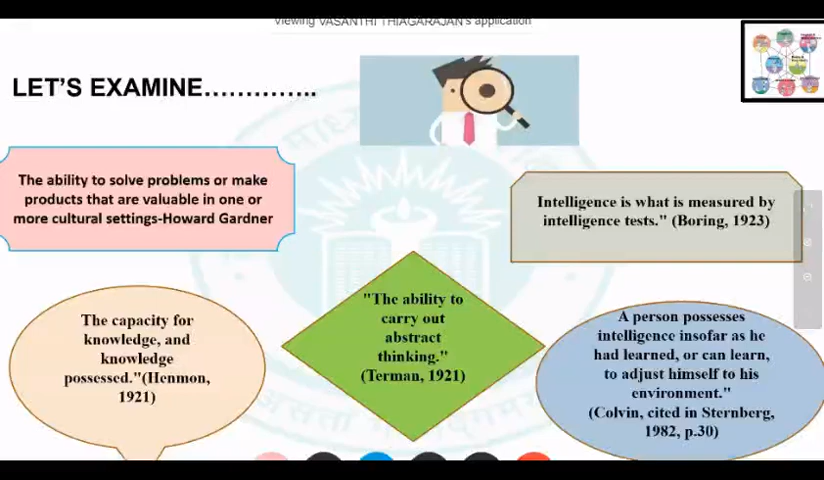 Viewing VASANTHI THIAGARAJAN's application
LET'S EXAMINE.............
The ability to solve problems or make
products that are valuable in one or
more cultural settings-Howard Gardner
Intelligence is what is measured by
intelligence tests." (Boring, 1923)
"The ability to
carry out
abstract
thinking."
(Terman, 1921)
The capacity for
knowledge, and
knowledge
possessed."(Henmon,
1921)
A person possesses
intelligence insofar as he
had learned, or can learn,
to adjust himself to his
environment."
(Colvin, cited in Sternberg,
1982, p.30)